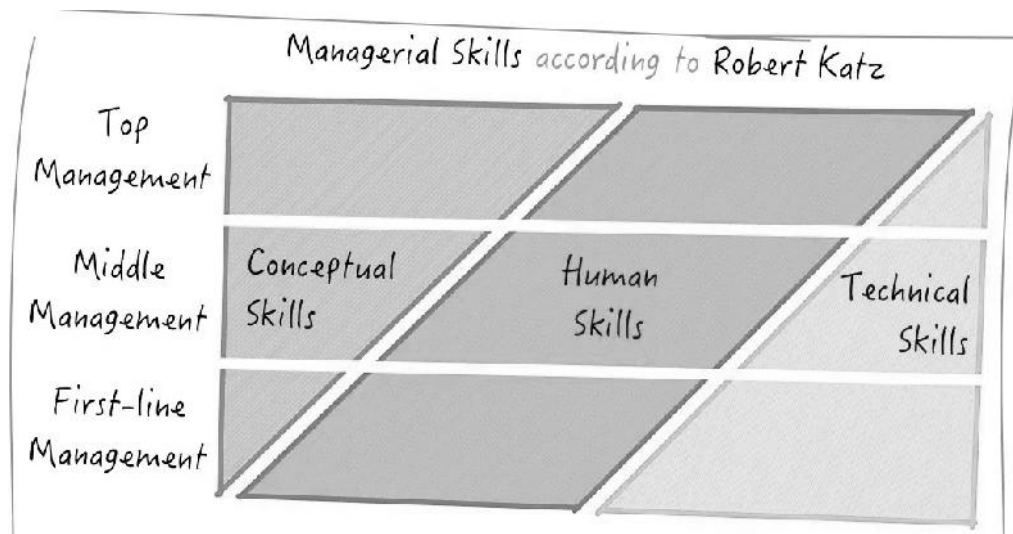 Managerial Skills according to Robert Katz
Top
Management
Middle
Management
First-line
Management
Conceptual
Skills
Human
Skills
Technical
Skills